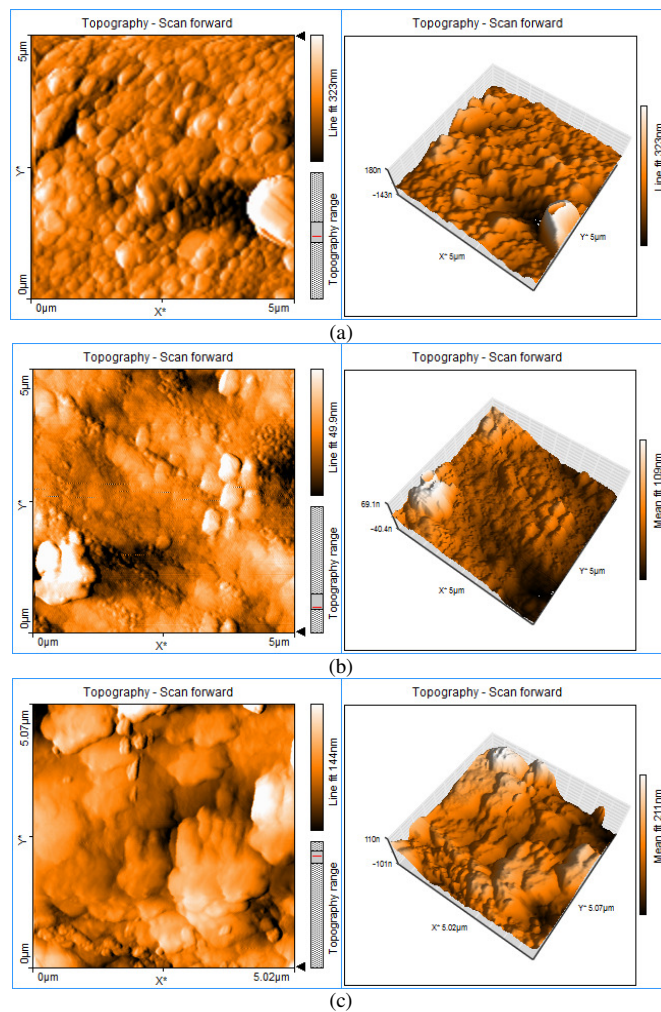 Topography - Scan forward
5µm
Y*
0µm
0µm
X*
5µm
Line fit 323nm
Topography range
Topography - Scan forward
180n
-143n
X* 5µm
Y* 5µm
Line fit 323nm
(a)
Topography - Scan forward
5µm
Y*
0µm
0µm
X*
5µm
Line fit 49.9nm
Topography range
Topography - Scan forward
69.1n
-40.4n
X* 5µm
Y* 5µm
Mean fit 109nm
(b)
Topography - Scan forward
5.07µm
Y*
0µm
0µm
X*
5.02µm
Line fit 144nm
Topography range
Topography - Scan forward
110n
-101n
X* 5.02µm
Y* 5.07µm
Mean fit 211nm
(c)